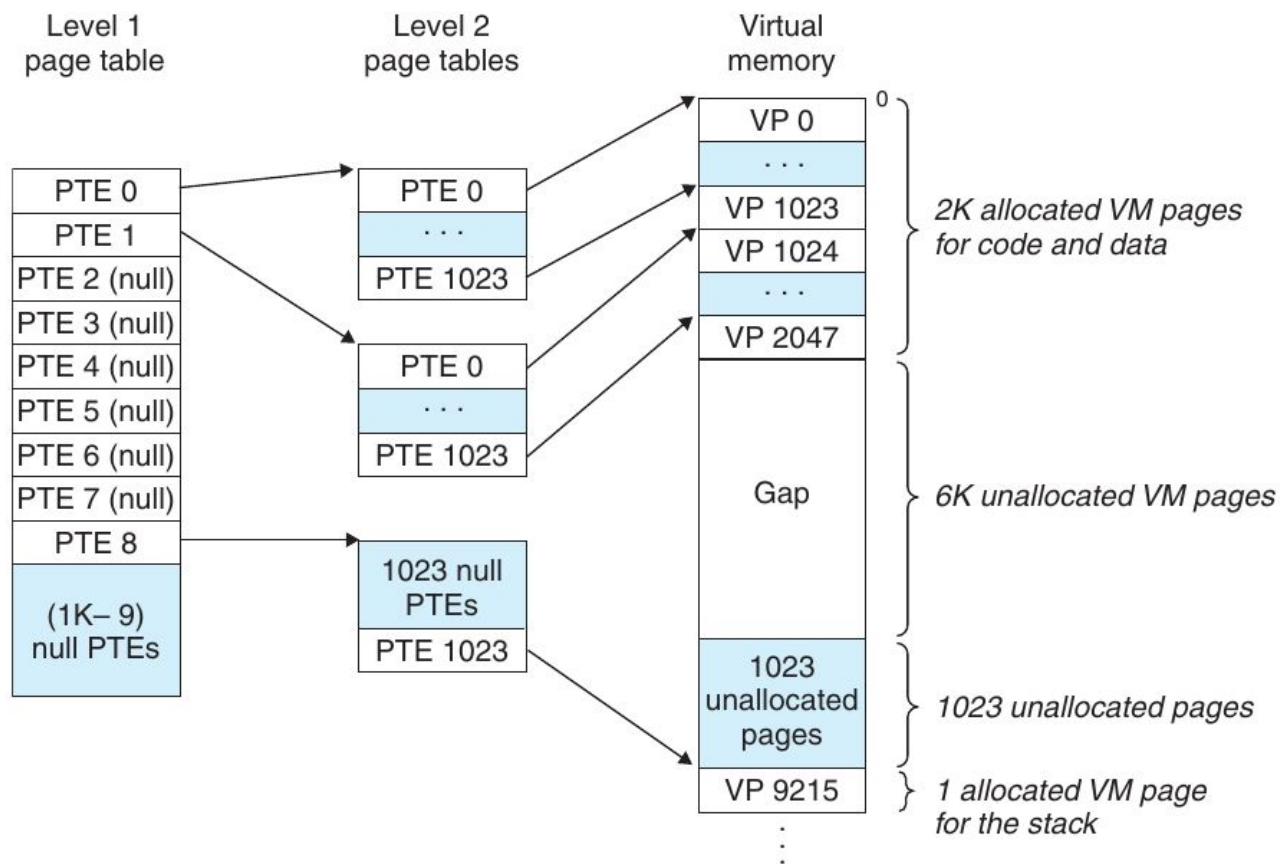 Level 1
page table
Level 2
page tables
Virtual
memory
PTE 0
PTE 1
PTE 2 (null)
PTE 3 (null)
PTE 4 (null)
PTE 5 (null)
PTE 6 (null)
PTE 7 (null)
PTE 8
(1K– 9)
null PTEs
PTE 0
. . .
PTE 1023
PTE 0
. . .
PTE 1023
1023 null
PTEs
PTE 1023
0
VP 0
. . .
VP 1023
VP 1024
. . .
VP 2047
Gap
1023
unallocated
pages
VP 9215
2K allocated VM pages
for code and data
6K unallocated VM pages
1023 unallocated pages
1 allocated VM page
for the stack